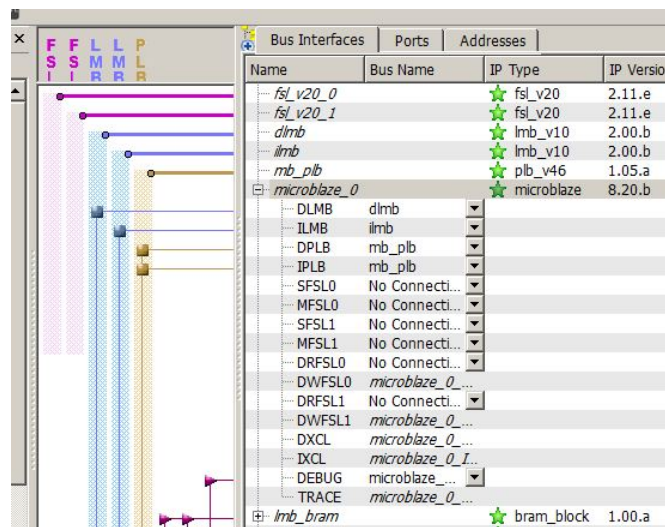 Bus Interfaces Ports Addresses
F F L L P
S S M M L
I I B B B
Name Bus Name IP Type IP Versio
fsl_v20_0 fsl_v20 2.11.e
fsl_v20_1 fsl_v20 2.11.e
dlmb lmb_v10 2.00.b
ilmb lmb_v10 2.00.b
mb_plb plb_v46 1.05.a
microblaze_0 microblaze 8.20.b
DLMB dlmb
ILMB ilmb
DPLB mb_plb
IPLB mb_plb
SFSL0 No Connecti...
MFSL0 No Connecti...
SFSL1 No Connecti...
MFSL1 No Connecti...
DRFSL0 No Connecti...
DWFSL0 microblaze_0_...
DRFSL1 No Connecti...
DWFSL1 microblaze_0_...
DXCL microblaze_0_...
IXCL microblaze_0_I...
DEBUG microblaze_...
TRACE microblaze_0_...
lmb_bram bram_block 1.00.a